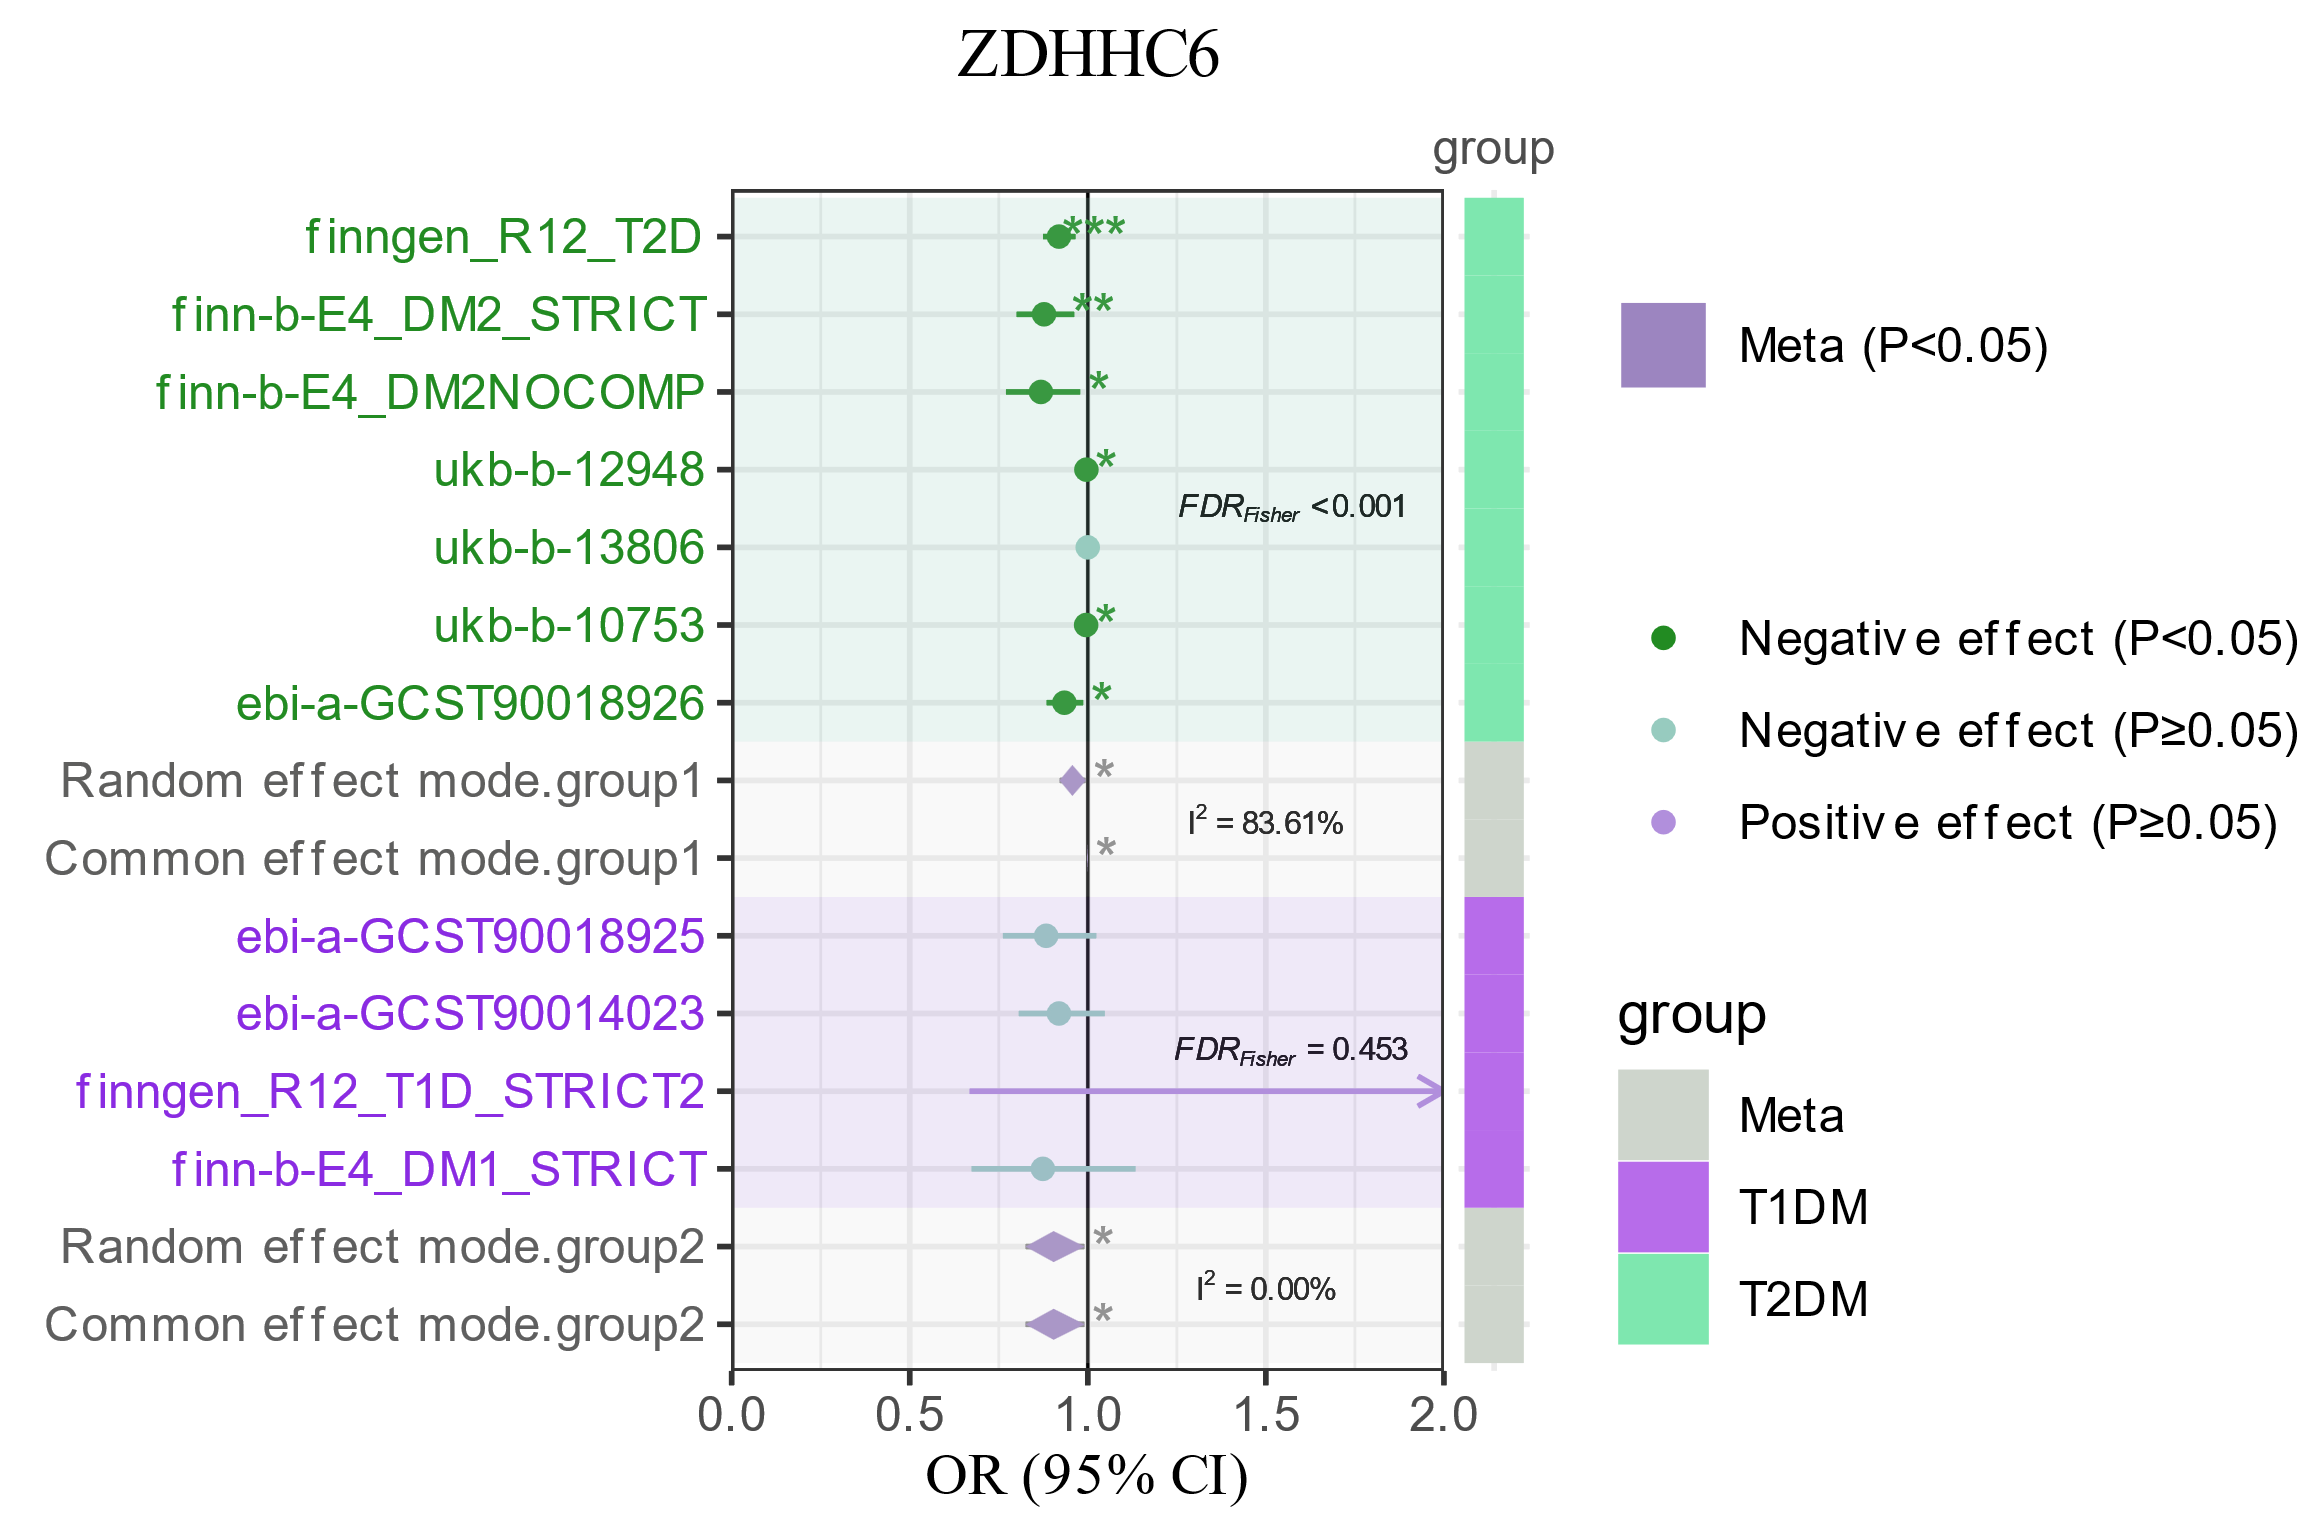 ZDHHC6
group
finngen_R12_T2D
***
finn-b-E4_DM2_STRICT
**
finn-b-E4_DM2NOCOMP
*
ukb-b-12948
*
FDR_Fisher <0.001
ukb-b-13806
ukb-b-10753
*
ebi-a-GCST90018926
*
Random effect mode.group1
*
I² = 83.61%
Common effect mode.group1
*
ebi-a-GCST90018925
ebi-a-GCST90014023
FDR_Fisher = 0.453
finngen_R12_T1D_STRICT2
finn-b-E4_DM1_STRICT
Random effect mode.group2
*
I² = 0.00%
Common effect mode.group2
*
0.0 0.5 1.0 1.5 2.0
OR (95% CI)
Meta (P<0.05)
Negative effect (P<0.05)
Negative effect (P≥0.05)
Positive effect (P≥0.05)
group
Meta
T1DM
T2DM